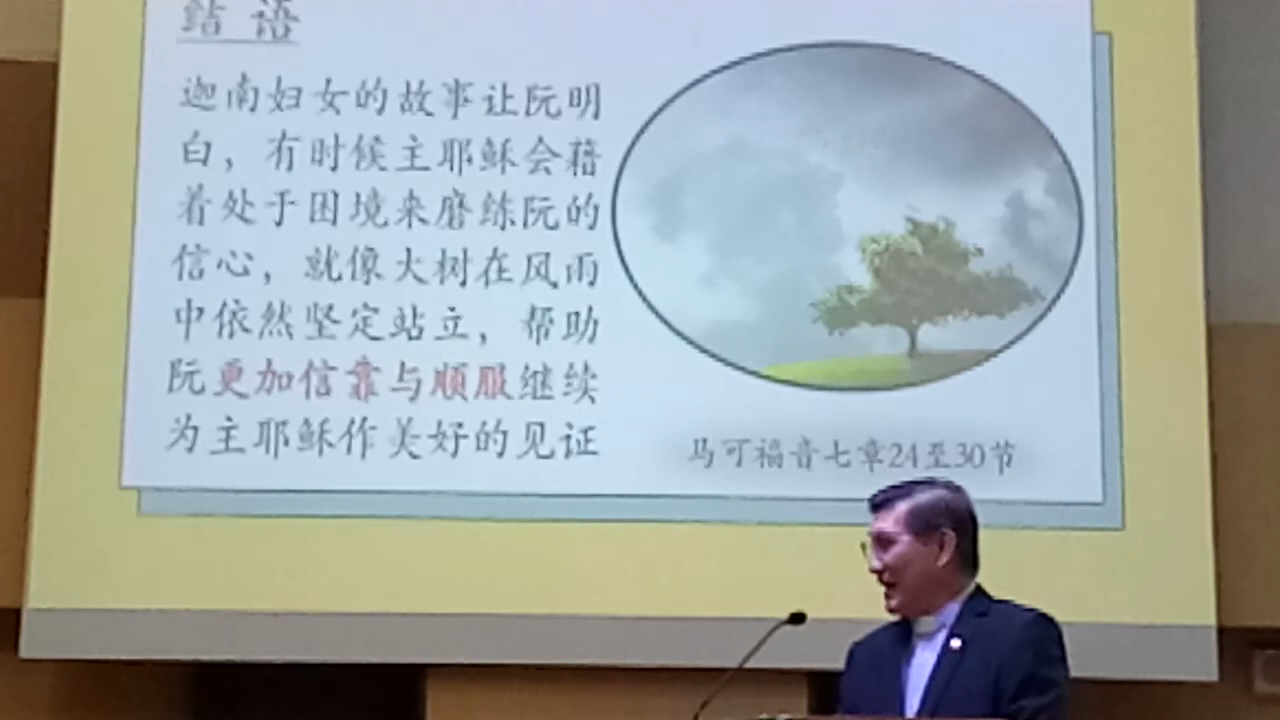 结 语
迦南妇女的故事让阮明
白，有时候主耶稣会藉
着处于困境来磨练阮的
信心，就像大树在风雨
中依然坚定站立，帮助
阮更加信靠与顺服继续
为主耶稣作美好的见证
马可福音七章24至30节